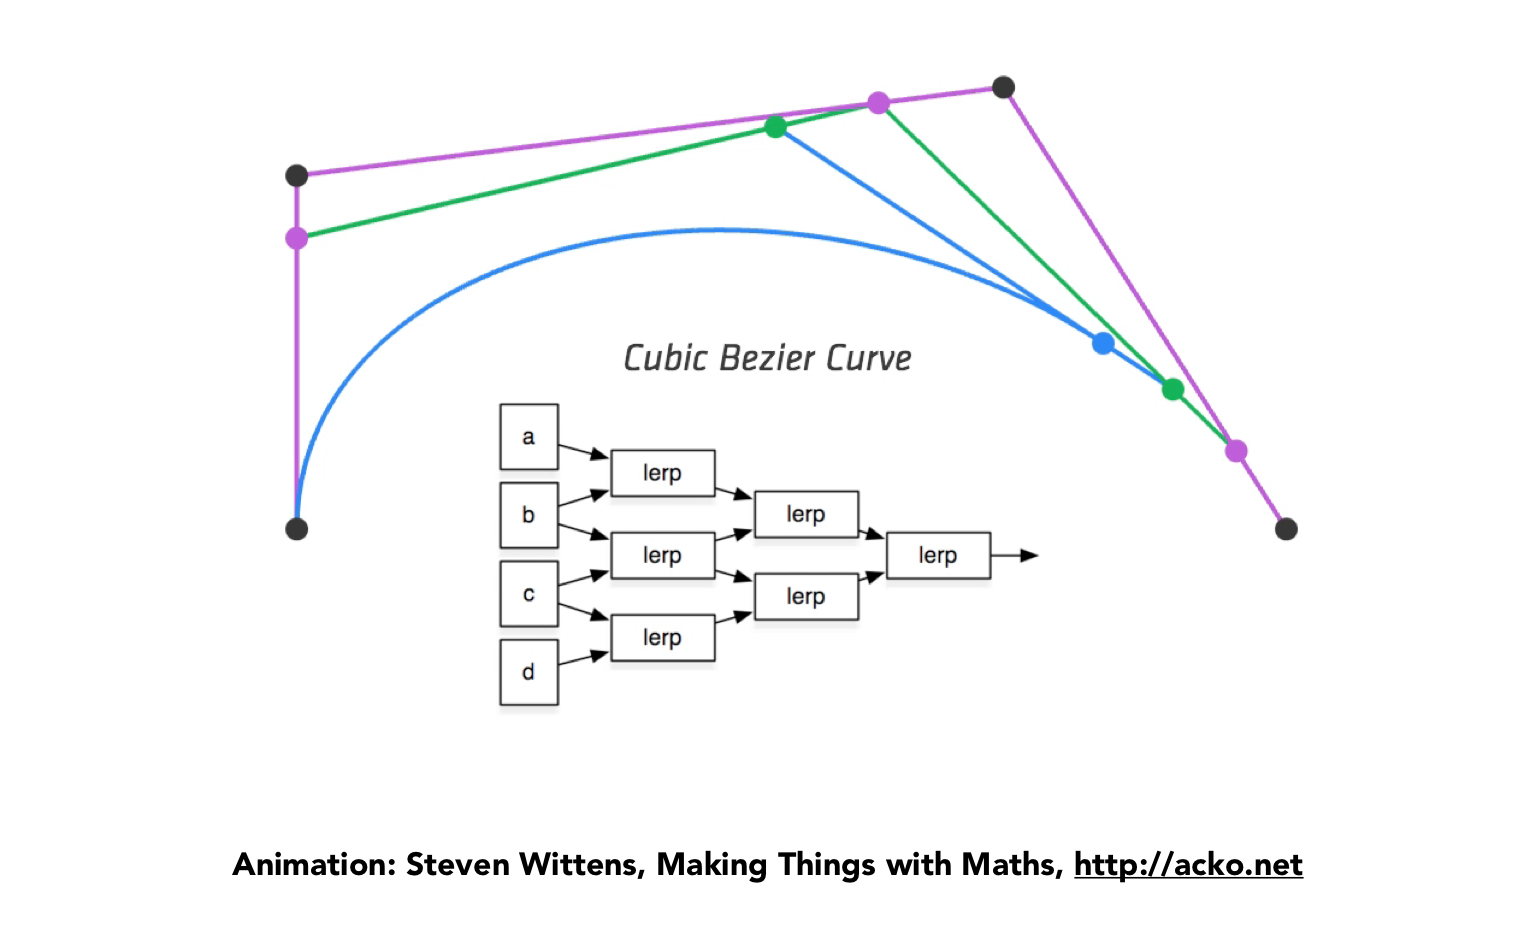 Cubic Bezier Curve
a
lerp
b
lerp
lerp
lerp
c
lerp
lerp
d
Animation: Steven Wittens, Making Things with Maths, http://acko.net